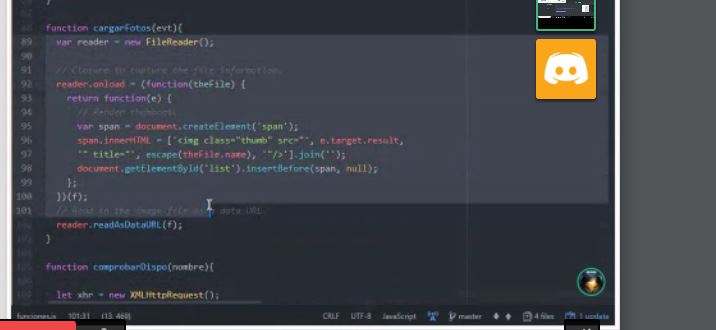 function cargarFotos(evt){
89 var reader = new FileReader();
90
91 // Closure to capture the file information.
92 reader.onload = (function(theFile) {
93 return function(e) {
94 // Render thumbnail.
95 var span = document.createElement('span');
96 span.innerHTML = ['<img class="thumb" src="', e.target.result,
97 '" title="', escape(theFile.name), '"/>'].join('');
98 document.getElementById('list').insertBefore(span, null);
99 };
100 })(f);
101 // Read in the image file as a data URL.
reader.readAsDataURL(f);
}
function comprobarDispo(nombre){
let xhr = new XMLHttpRequest();
funciones.js 101:31 (13, 460) CRLF UTF-8 JavaScript master 4 files 1 update